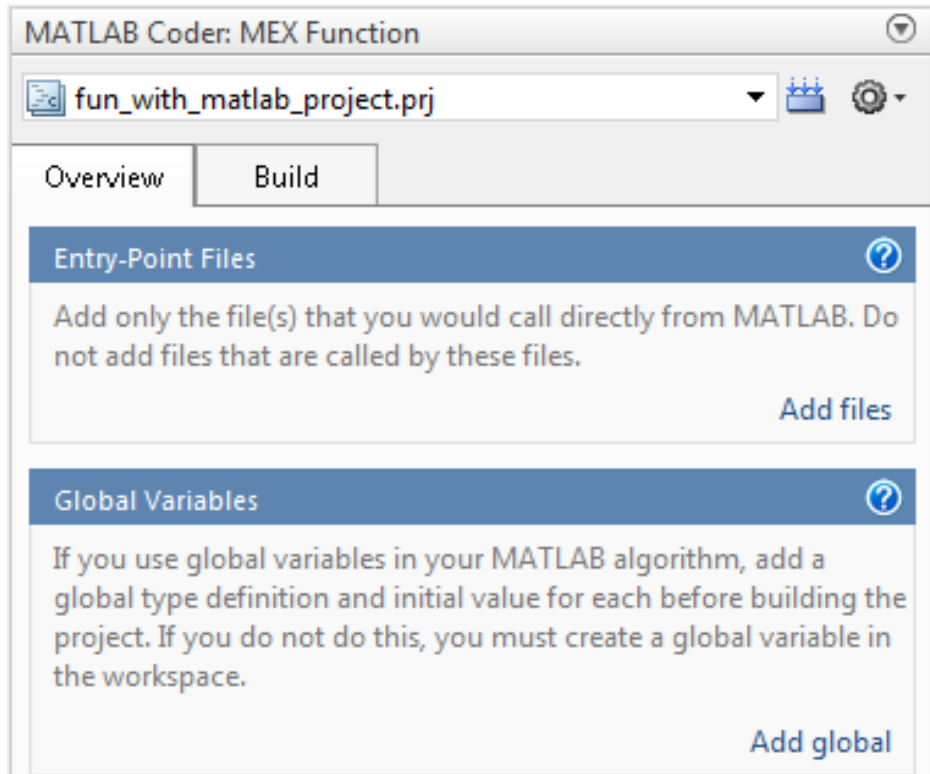 MATLAB Coder: MEX Function
fun_with_matlab_project.prj
Overview
Build
Entry-Point Files
Add only the file(s) that you would call directly from MATLAB. Do
not add files that are called by these files.
Add files
Global Variables
If you use global variables in your MATLAB algorithm, add a
global type definition and initial value for each before building the
project. If you do not do this, you must create a global variable in
the workspace.
Add global